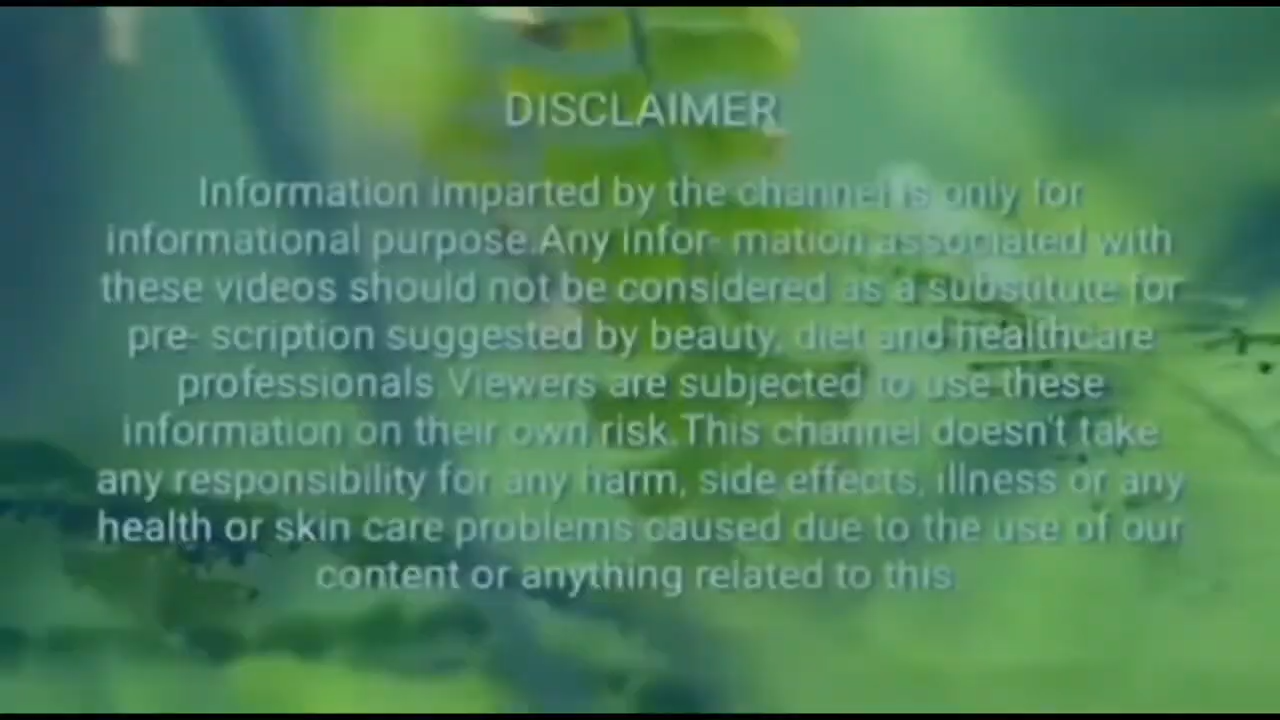 DISCLAIMER
Information imparted by the channel is only for
informational purpose.Any infor- mation associated with
these videos should not be considered as a substitute for
pre- scription suggested by beauty, diet and healthcare
professionals.Viewers are subjected to use these
information on their own risk.This channel doesn't take
any responsibility for any harm, side effects, illness or any
health or skin care problems caused due to the use of our
content or anything related to this.